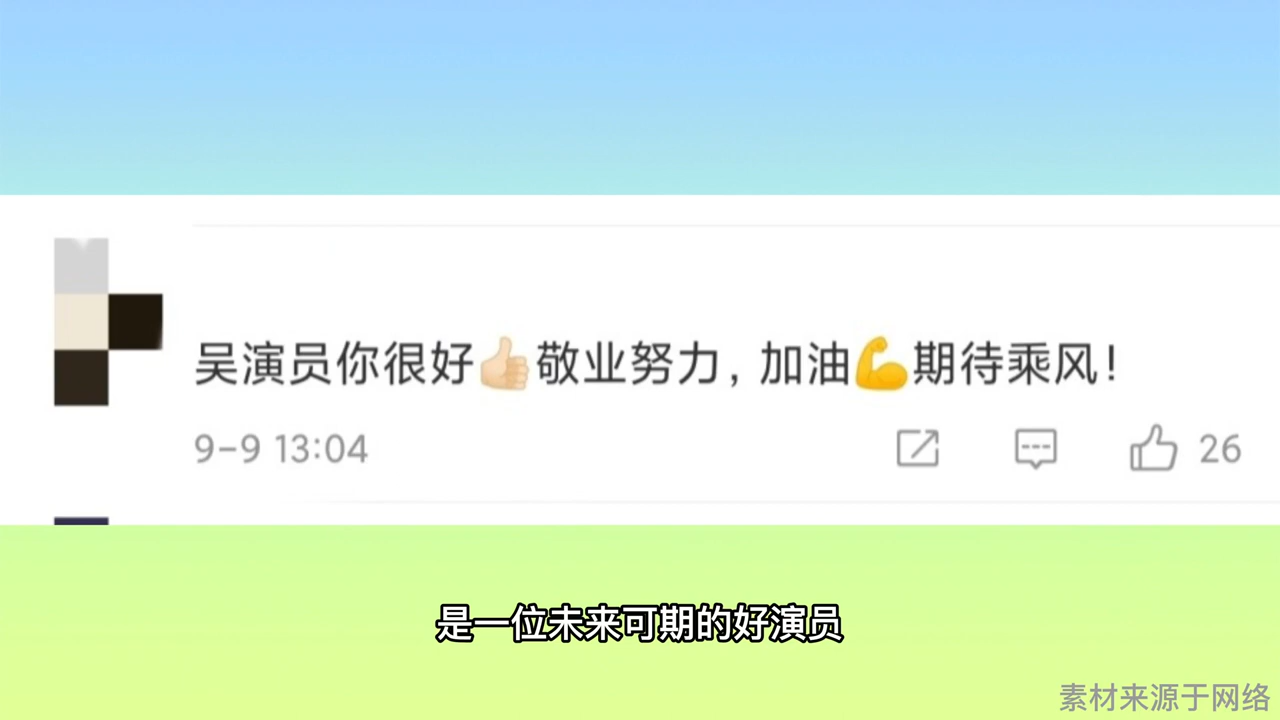 吴演员你很好👍🏻敬业努力，加油💪期待乘风！
9-9 13:04
26
是一位未来可期的好演员
素材来源于网络